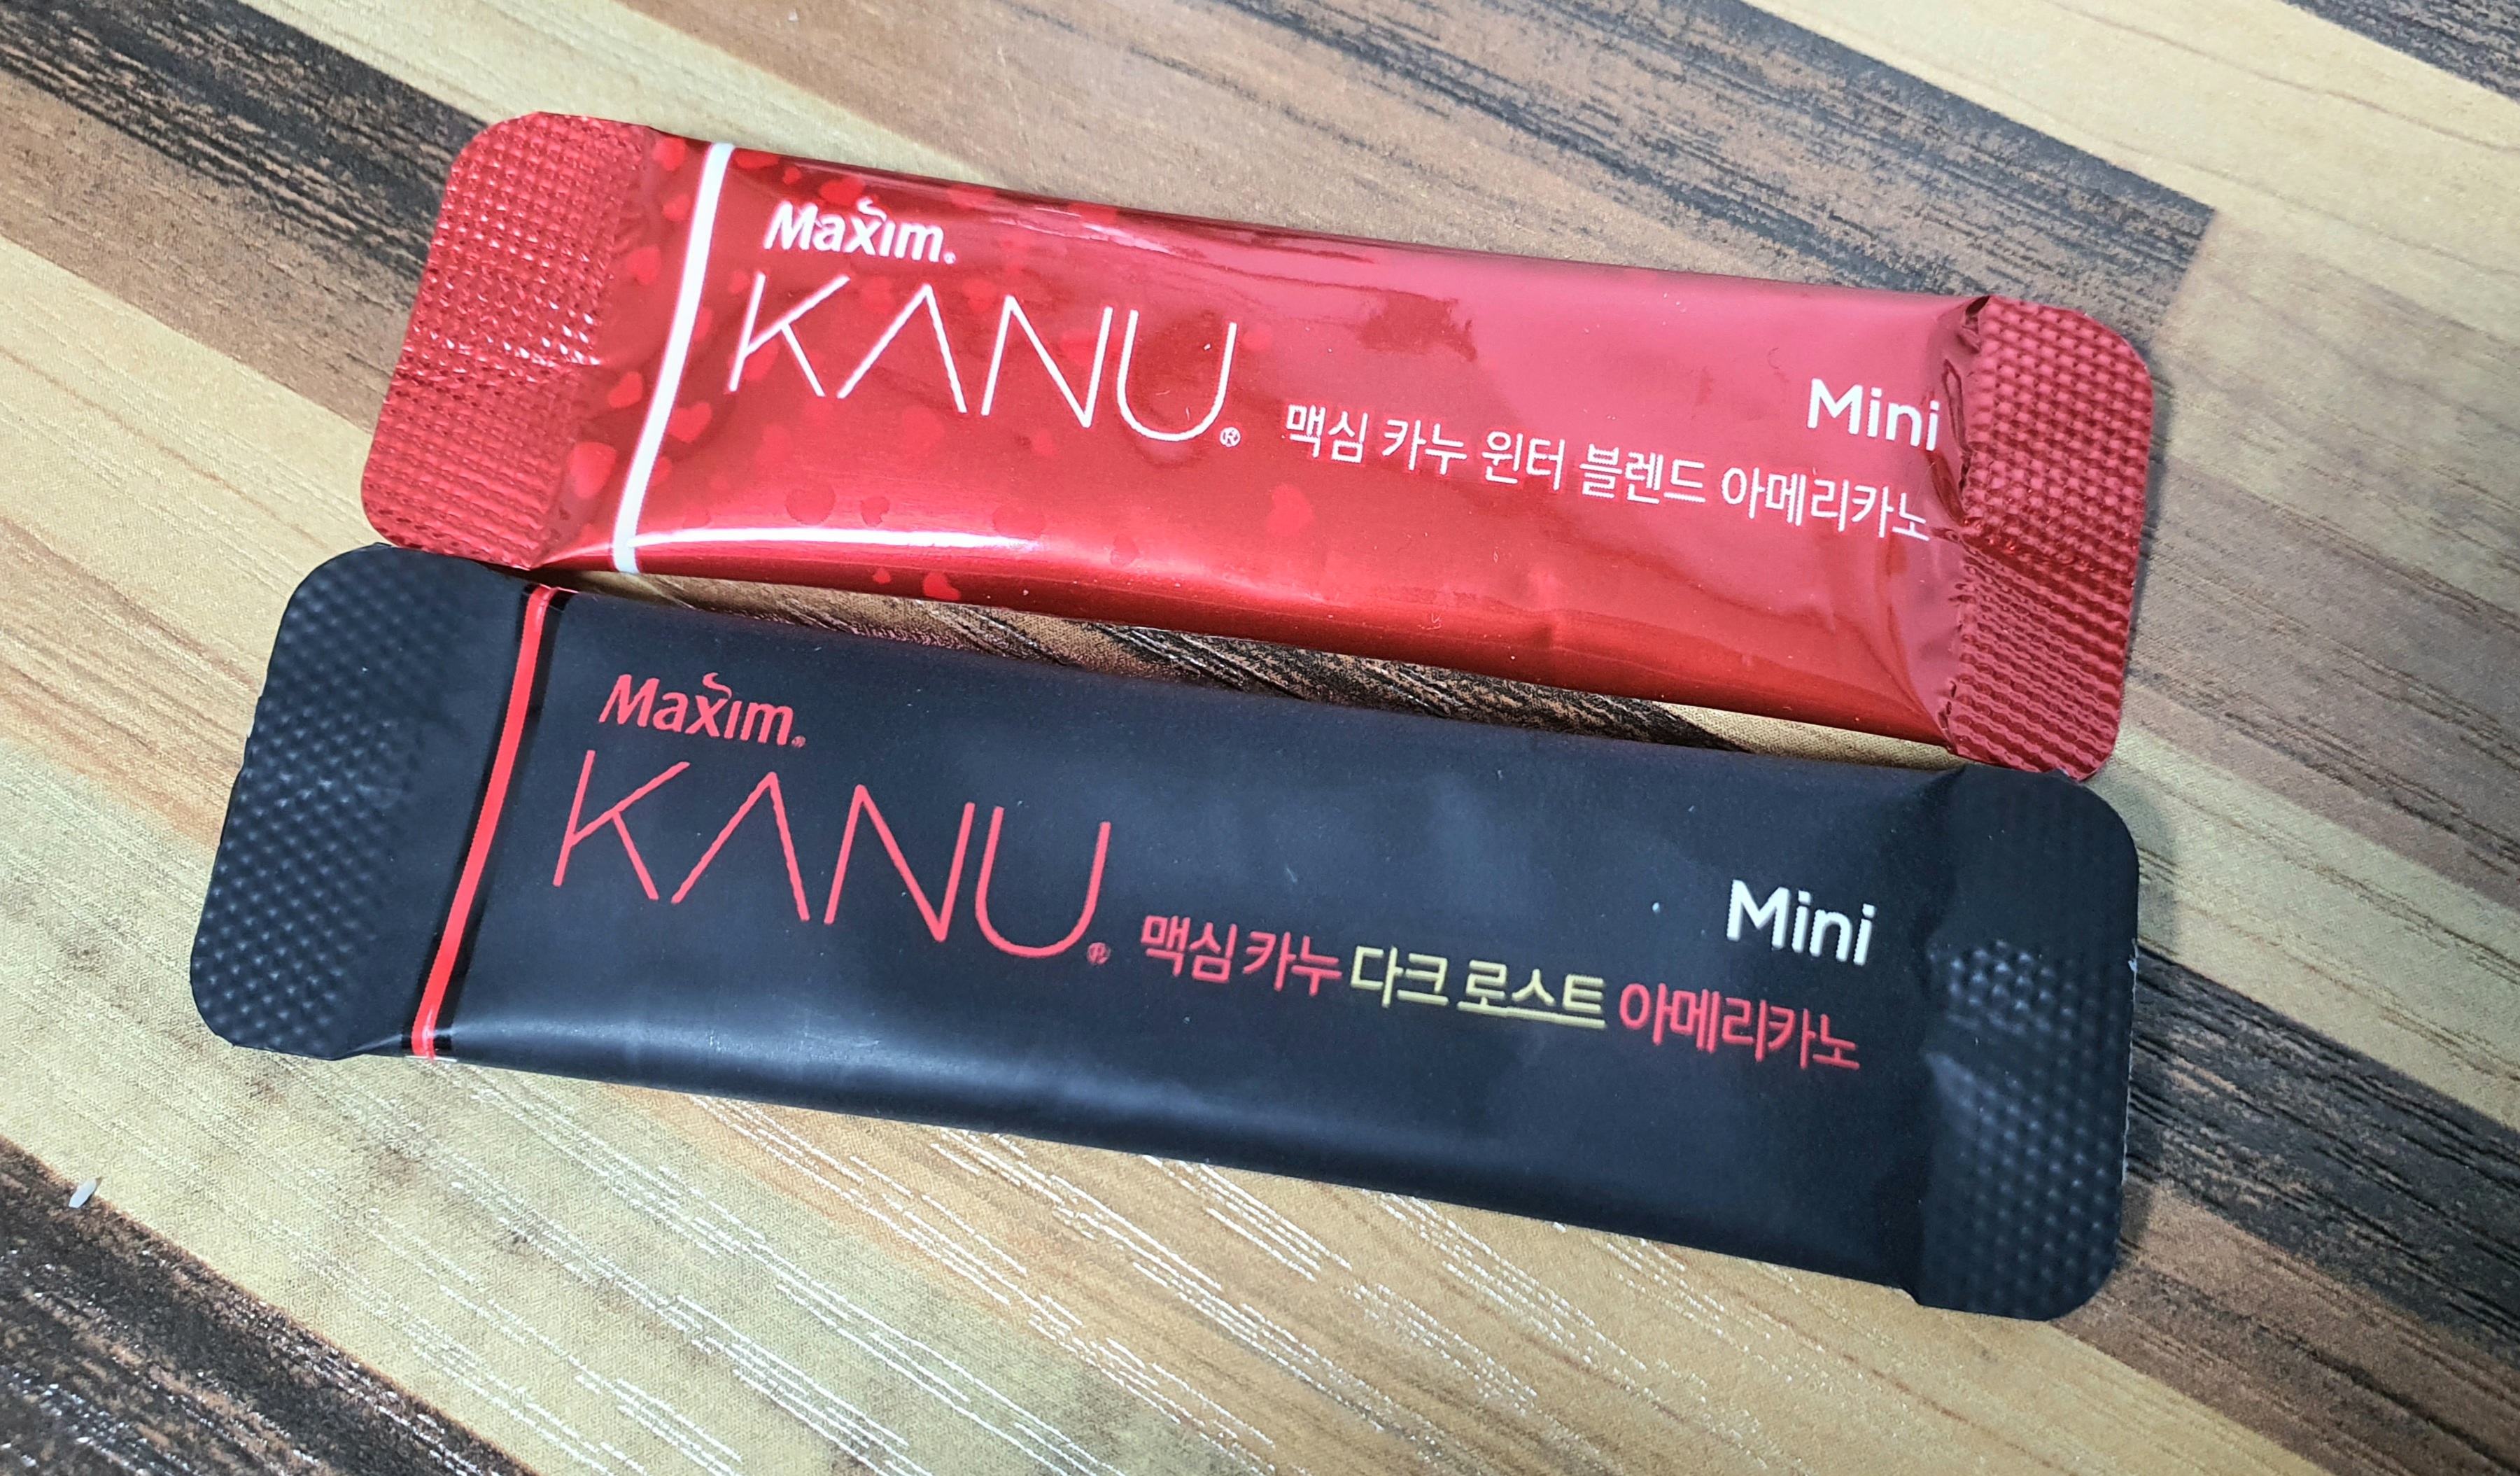 Maxim®
KANU®
Mini
맥심 카누 윈터 블렌드 아메리카노
Maxim®
KANU®
Mini
맥심 카누 다크 로스트 아메리카노